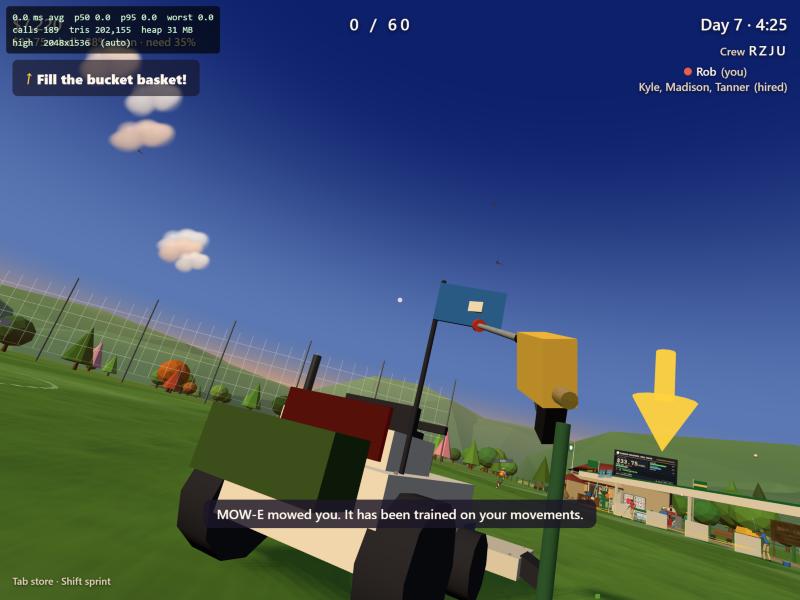 0.0 ms avg p50 0.0 p95 0.0 worst 0.0
calls 189 tris 202,155 heap 31 MB
high 2048x1536 (auto)
need 35%
↑ Fill the bucket basket!
0 / 60
Day 7 · 4:25
Crew RZJU
Rob (you)
Kyle, Madison, Tanner (hired)
MOW-E mowed you. It has been trained on your movements.
Tab store · Shift sprint